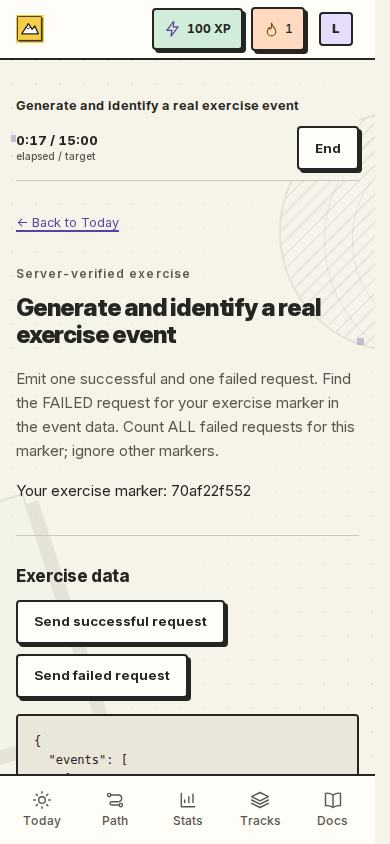 100 XP
1
L
Generate and identify a real exercise event
0:17 / 15:00
elapsed / target
End
← Back to Today
Server-verified exercise
Generate and identify a real
exercise event
Emit one successful and one failed request. Find
the FAILED request for your exercise marker in
the event data. Count ALL failed requests for this
marker; ignore other markers.
Your exercise marker: 70af22f552
Exercise data
Send successful request
Send failed request
{
"events": [
Today
Path
Stats
Tracks
Docs